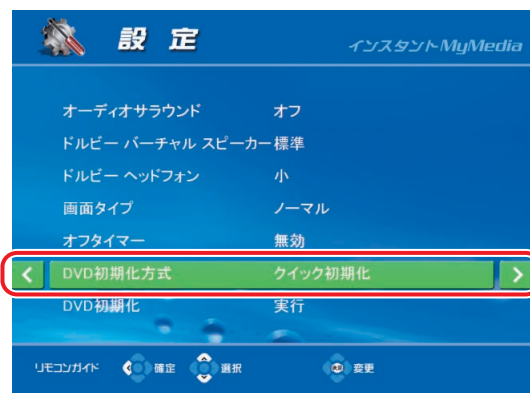 設定
インスタントMyMedia
オーディオサラウンド オフ
ドルビー バーチャル スピーカー 標準
ドルビー ヘッドフォン 小
画面タイプ ノーマル
オフタイマー 無効
DVD初期化方式 クイック初期化
DVD初期化 実行
リモコンガイド 確定 選択 変更